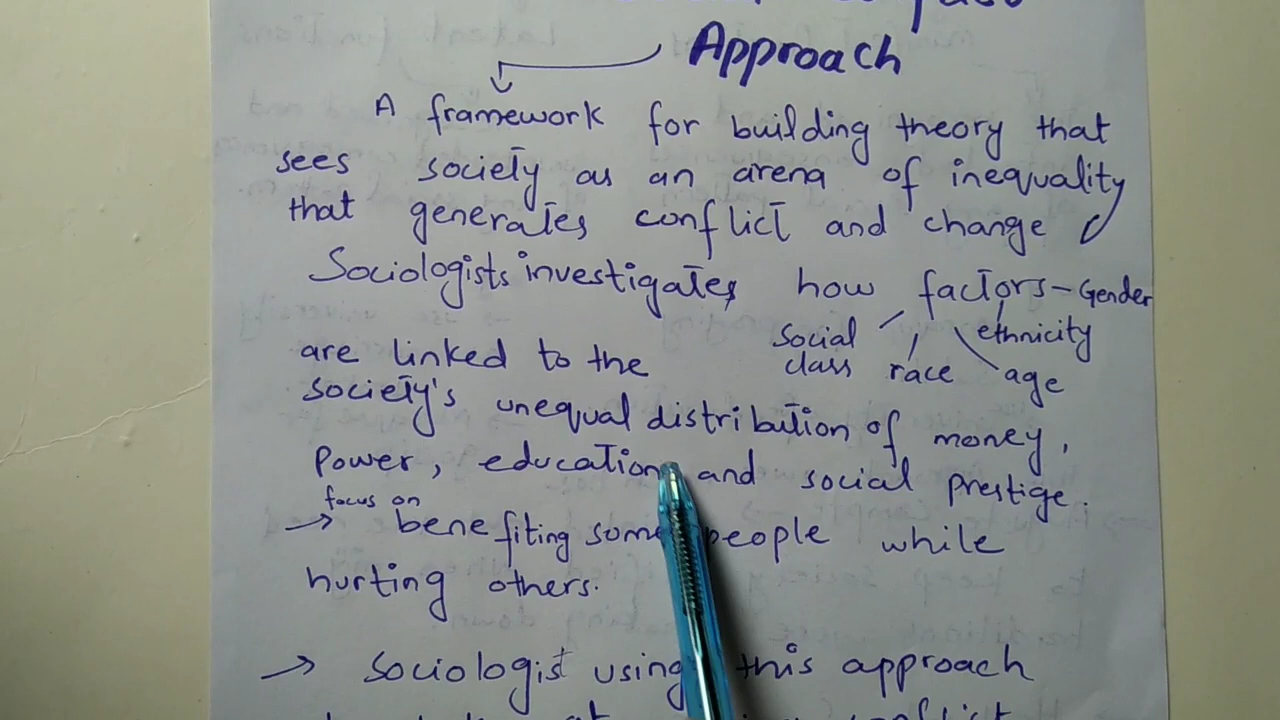 Approach
A framework for building theory that
sees society as an arena of inequality
that generates conflict and change
Sociologists investigates how factors - Gender
social class race age ethnicity
are linked to the
society's unequal distribution of money,
power, education and social prestige.
→ focus on benefiting some people while
hurting others.
→ sociologist using this approach
conflict